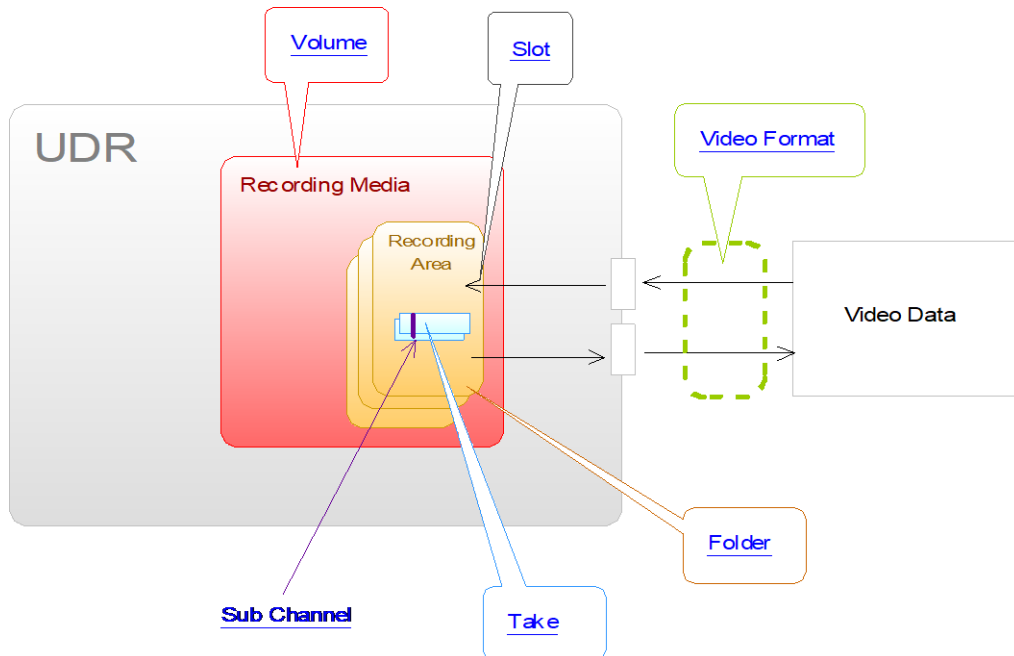 Volume
Slot
UDR
Video Format
Recording Media
Recording
Area
Video Data
Folder
Sub Channel
Take